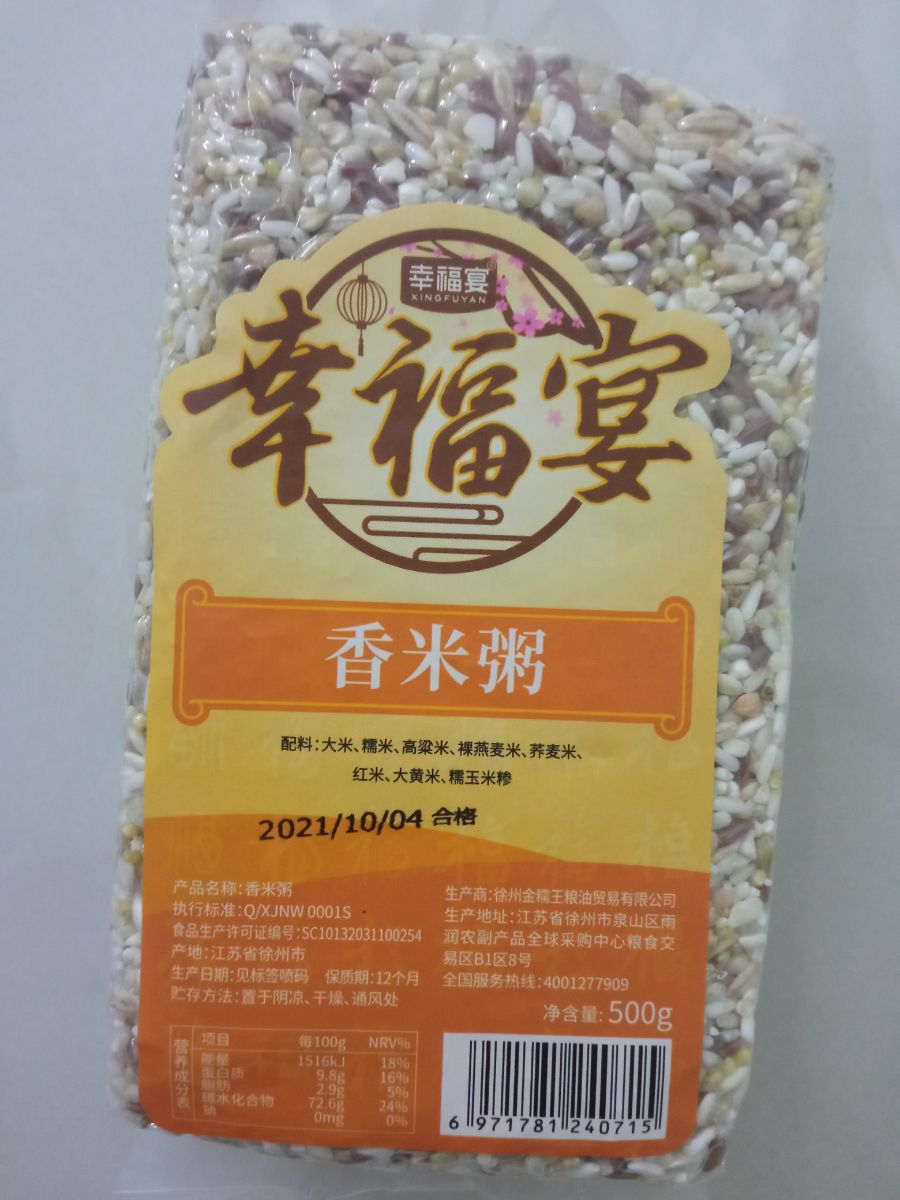 幸福宴
XINGFUYAN
幸福宴
香米粥
配料:大米、糯米、高粱米、裸燕麦米、荞麦米、
红米、大黄米、糯玉米糁
2021/10/04 合格
产品名称:香米粥
执行标准:Q/XJNW 0001S
食品生产许可证编号:SC10132031100254
产地:江苏省徐州市
生产日期:见标签喷码 保质期:12个月
贮存方法:置于阴凉、干燥、通风处
生产商:徐州金糯王粮油贸易有限公司
生产地址:江苏省徐州市泉山区雨
润农副产品全球采购中心粮食交
易区B1区8号
全国服务热线:4001277909
净含量:500g
营养成分表
项目 每100g NRV%
能量 1516kJ 18%
蛋白质 9.8g 16%
脂肪 2.9g 5%
碳水化合物 72.6g 24%
钠 0mg 0%
6 971781 240715